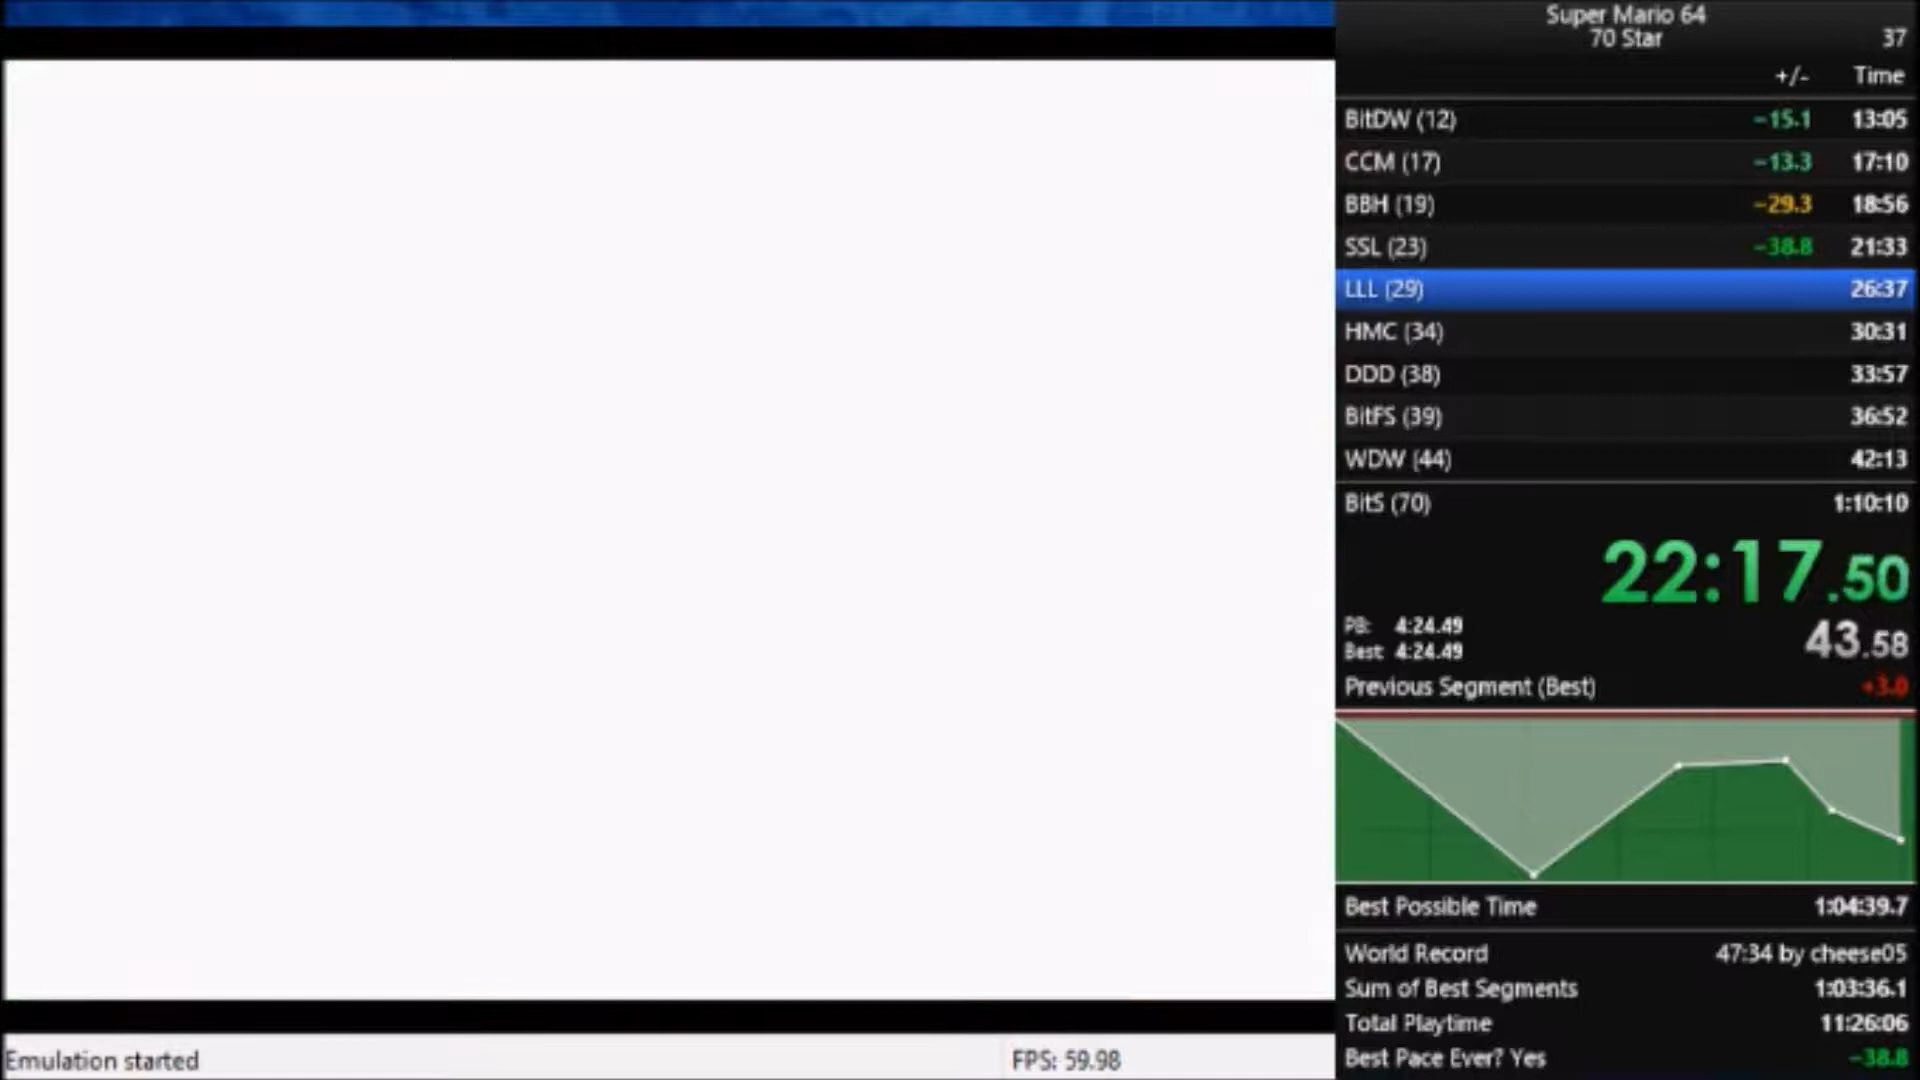 Super Mario 64
70 Star 37
+/- Time
BitDW (12) -15.1 13:05
CCM (17) -13.3 17:10
BBH (19) -29.3 18:56
SSL (23) -38.8 21:33
LLL (29) 26:37
HMC (34) 30:31
DDD (38) 33:57
BitFS (39) 36:52
WDW (44) 42:13
BitS (70) 1:10:10
22:17.50
PB: 4:24.49
43.58
Best: 4:24.49
Previous Segment (Best) +3.0
Best Possible Time 1:04:39.7
World Record 47:34 by cheese05
Sum of Best Segments 1:03:36.1
Total Playtime 11:26:06
Best Pace Ever? Yes -38.8
Emulation started FPS: 59.98